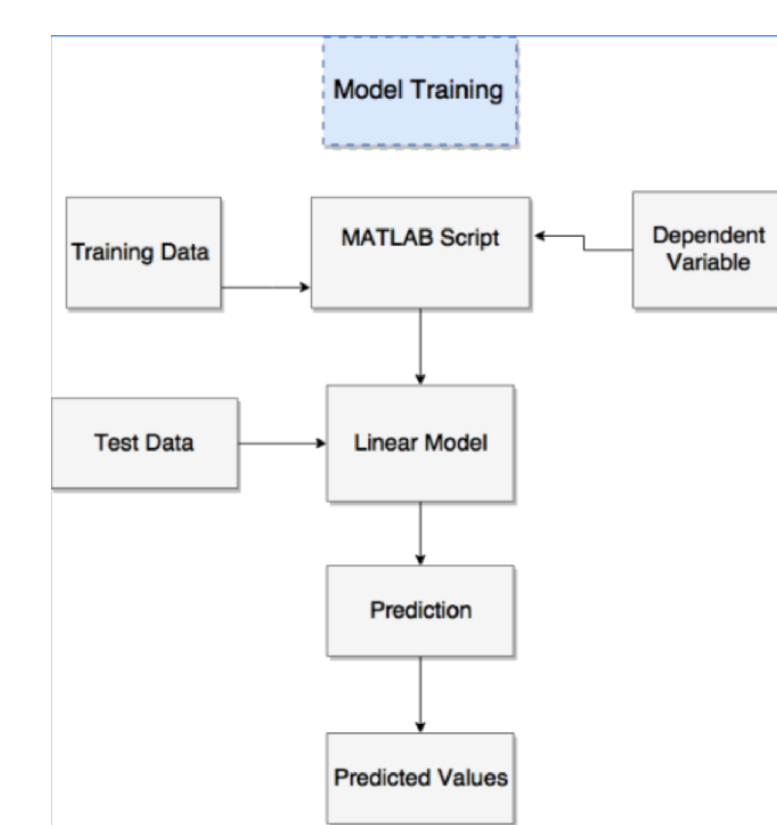 Model Training
Training Data
MATLAB Script
Dependent
Variable
Test Data
Linear Model
Prediction
Predicted Values